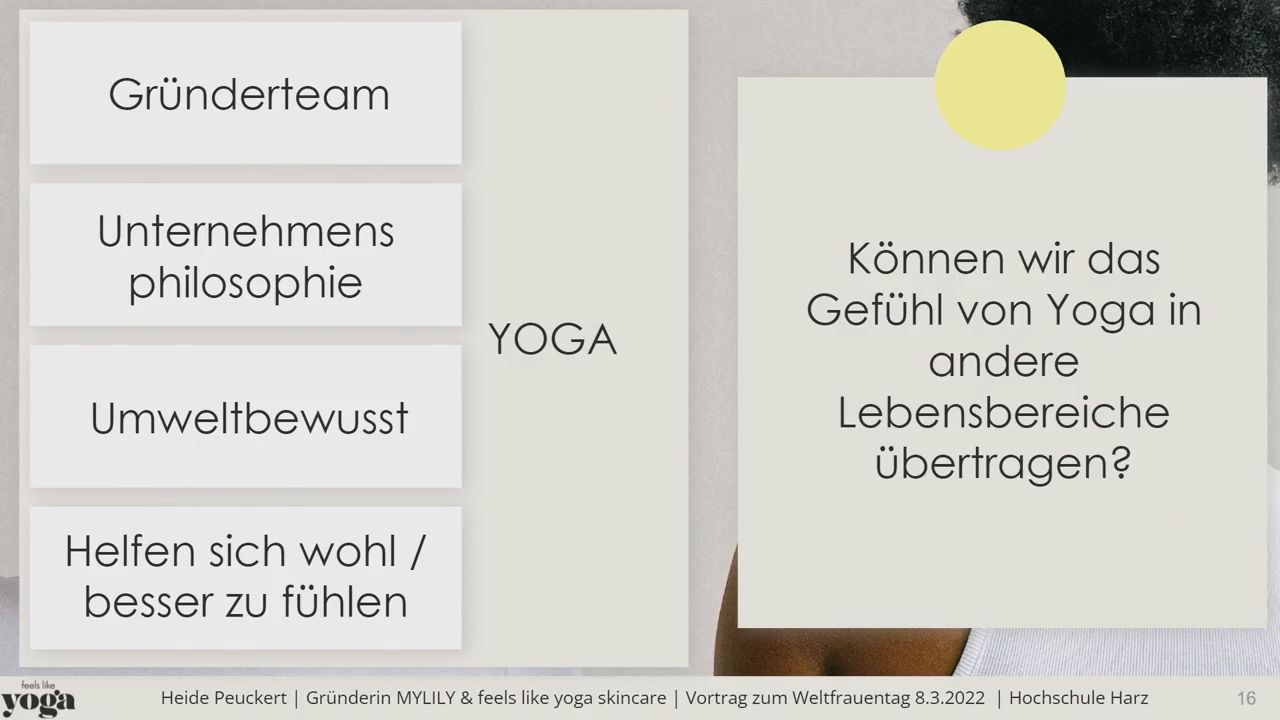 Gründerteam
Unternehmens
philosophie
Umweltbewusst
Helfen sich wohl /
besser zu fühlen
YOGA
Können wir das
Gefühl von Yoga in
andere
Lebensbereiche
übertragen?
feels like
yoga
Heide Peuckert | Gründerin MYLILY & feels like yoga skincare | Vortrag zum Weltfrauentag 8.3.2022 | Hochschule Harz
16